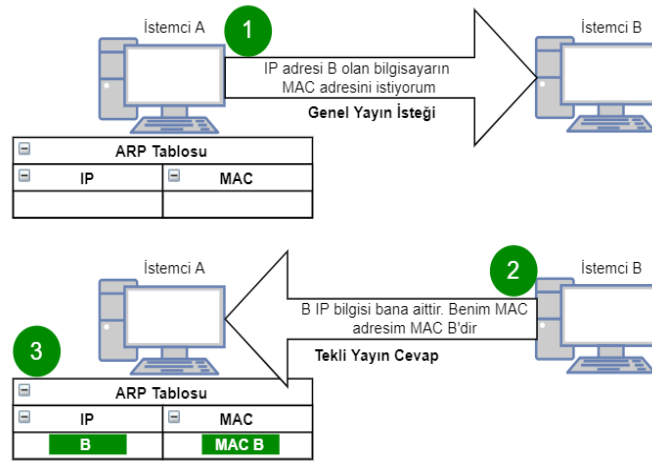 İstemci A
1
İstemci B
IP adresi B olan bilgisayarın
MAC adresini istiyorum
Genel Yayın İsteği
ARP Tablosu
IP MAC
İstemci A
2
İstemci B
B IP bilgisi bana aittir. Benim MAC
adresim MAC B'dir
Tekli Yayın Cevap
3
ARP Tablosu
IP MAC
B MAC B